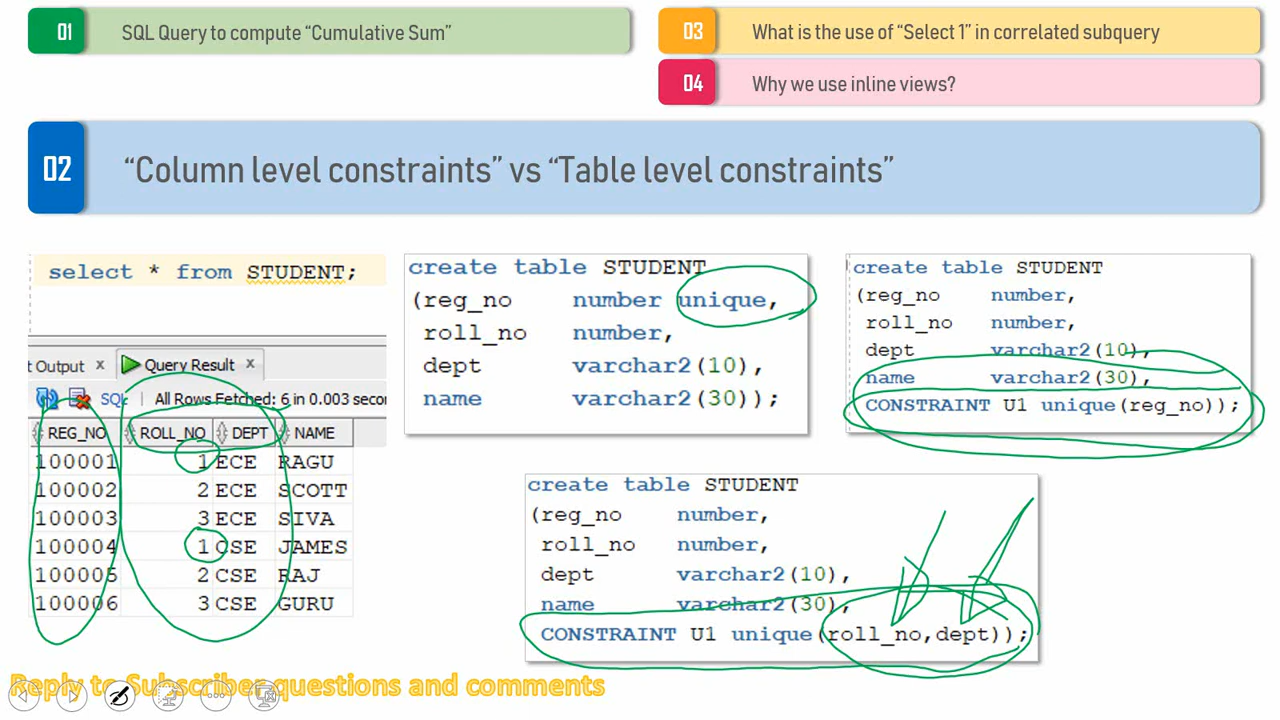 01 SQL Query to compute “Cumulative Sum”
03 What is the use of “Select 1” in correlated subquery
04 Why we use inline views?
02 “Column level constraints” vs “Table level constraints”
select * from STUDENT;
t Output x Query Result x
SQL | All Rows Fetched: 6 in 0.003 secor
REG_NO ROLL_NO DEPT NAME
100001 1 ECE RAGU
100002 2 ECE SCOTT
100003 3 ECE SIVA
100004 1 CSE JAMES
100005 2 CSE RAJ
100006 3 CSE GURU
create table STUDENT
(reg_no number unique,
roll_no number,
dept varchar2(10),
name varchar2(30));
create table STUDENT
(reg_no number,
roll_no number,
dept varchar2(10),
name varchar2(30),
CONSTRAINT U1 unique(reg_no));
create table STUDENT
(reg_no number,
roll_no number,
dept varchar2(10),
name varchar2(30),
CONSTRAINT U1 unique(roll_no,dept));
Reply to Subscriber questions and comments